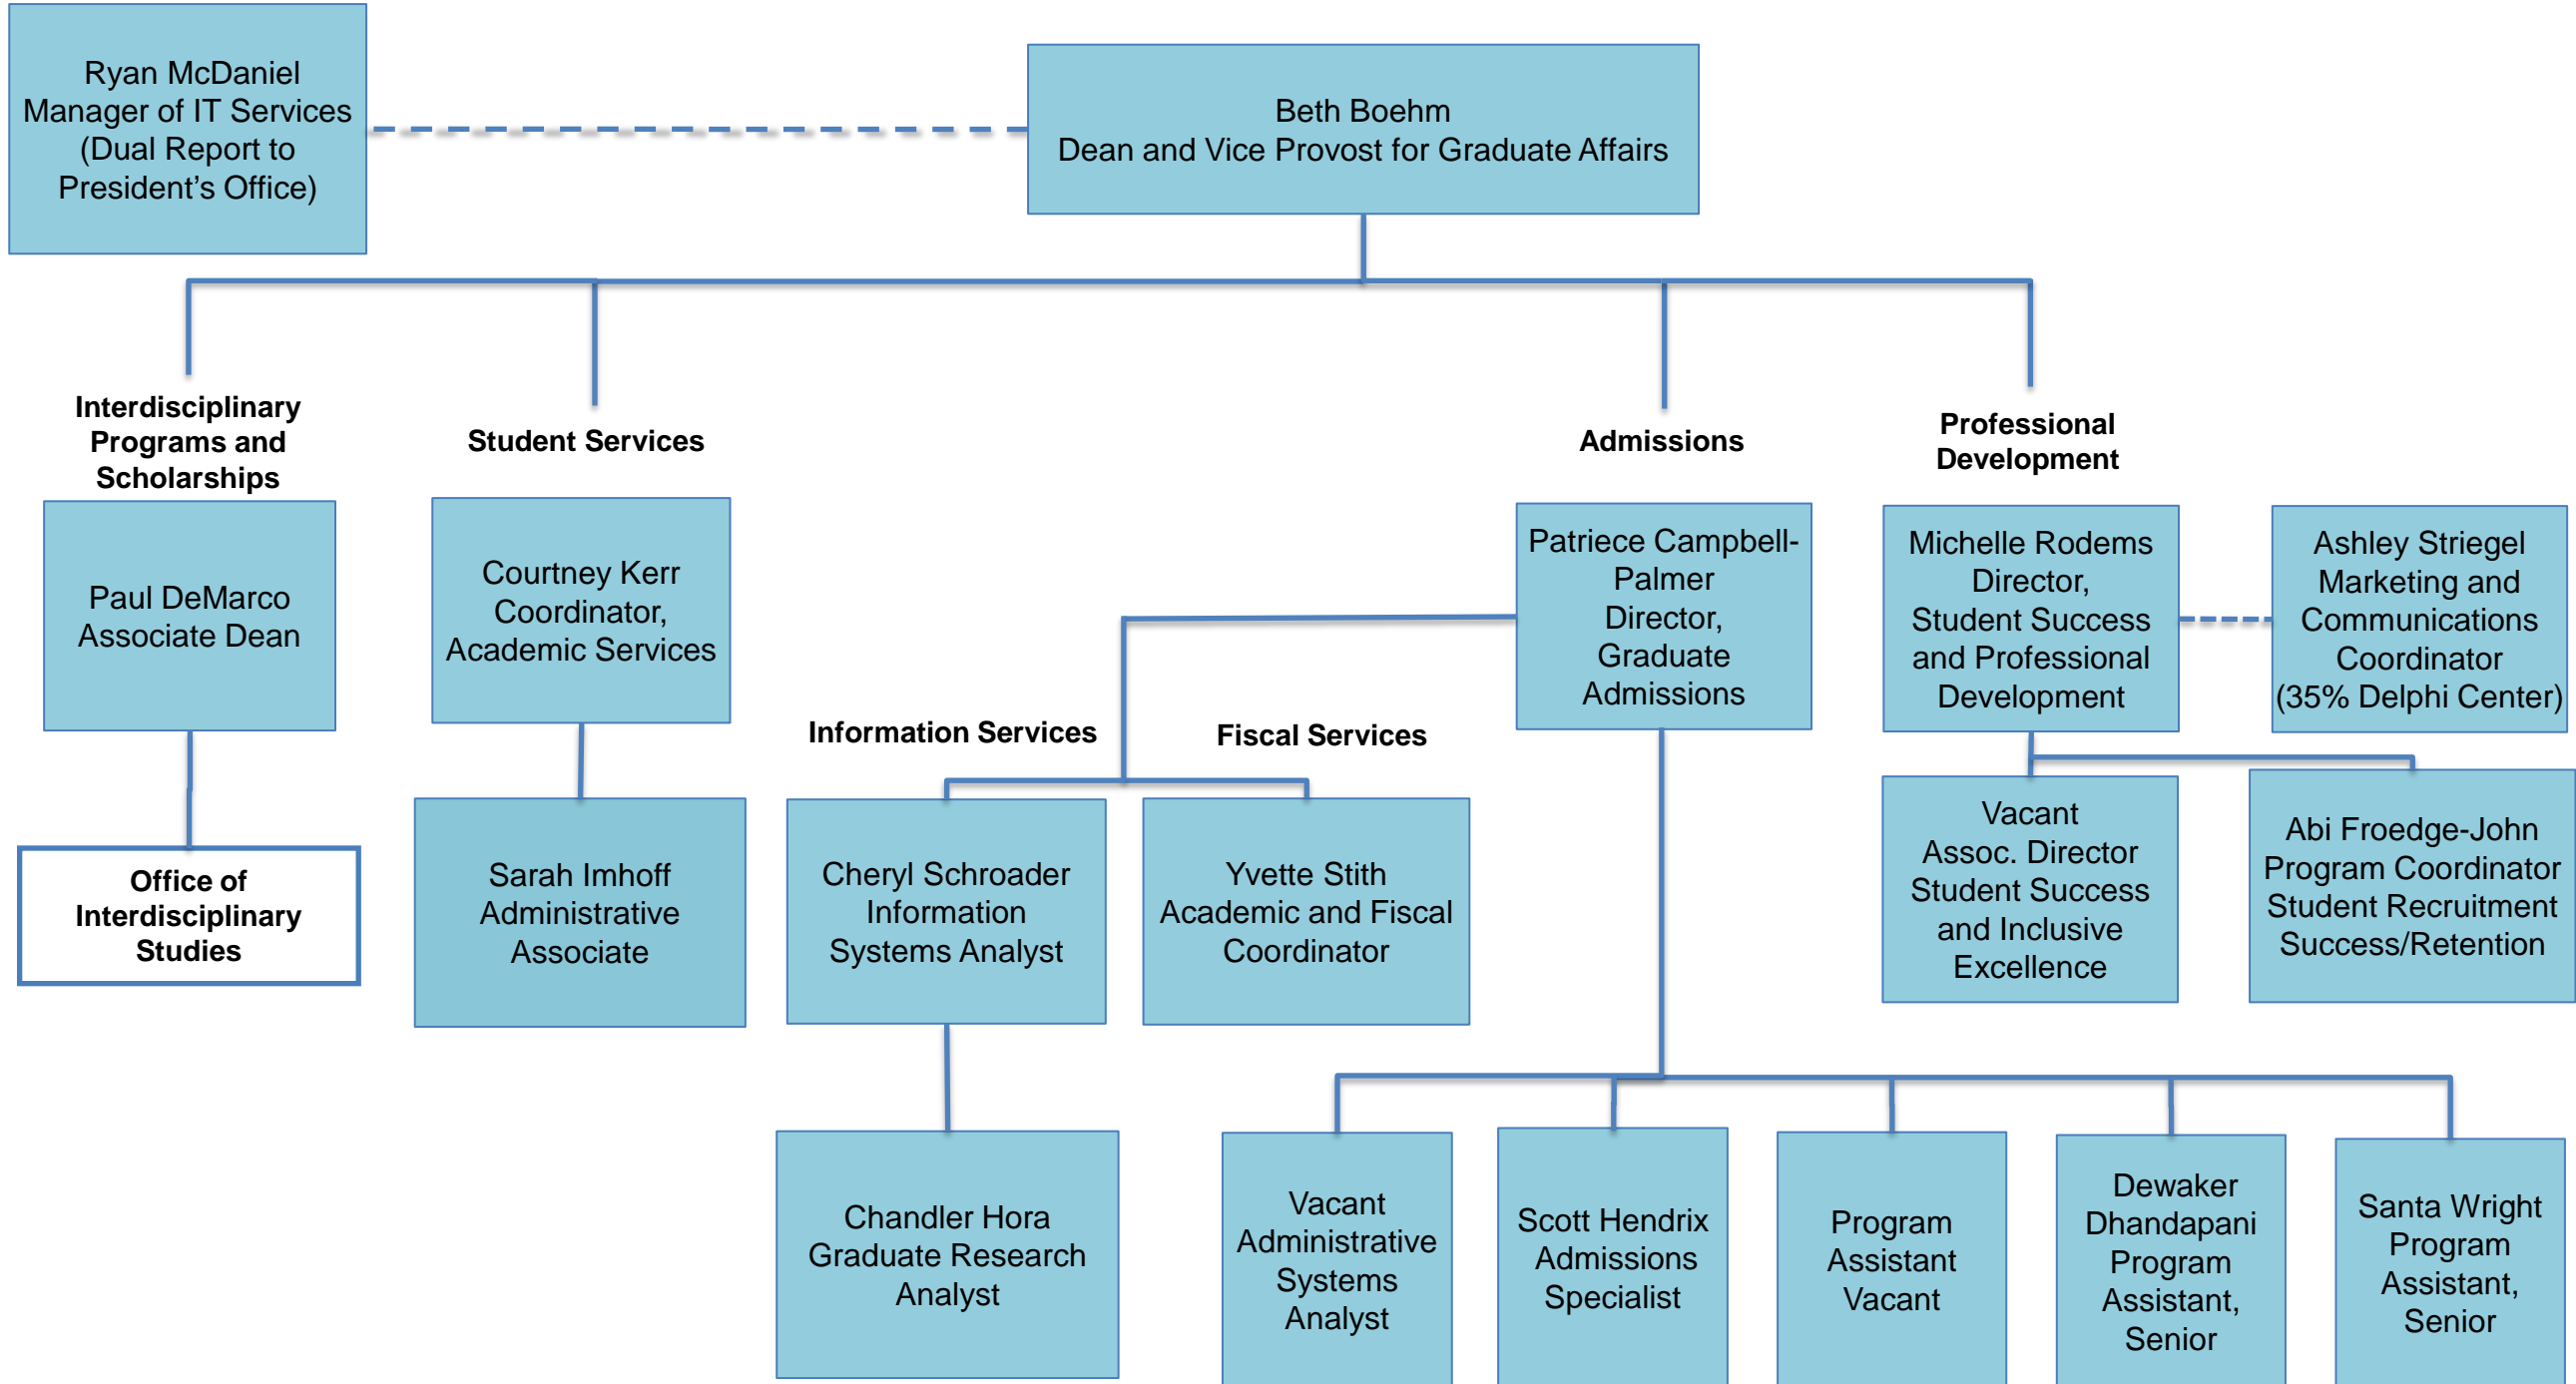 Ryan McDaniel
Manager of IT Services
(Dual Report to
President’s Office)
Beth Boehm
Dean and Vice Provost for Graduate Affairs
Interdisciplinary
Programs and
Scholarships
Student Services
Admissions
Professional
Development
Paul DeMarco
Associate Dean
Courtney Kerr
Coordinator,
Academic Services
Patriece Campbell-
Palmer
Director,
Graduate
Admissions
Michelle Rodems
Director,
Student Success
and Professional
Development
Ashley Striegel
Marketing and
Communications
Coordinator
(35% Delphi Center)
Information Services
Fiscal Services
Office of
Interdisciplinary
Studies
Sarah Imhoff
Administrative
Associate
Cheryl Schroader
Information
Systems Analyst
Yvette Stith
Academic and Fiscal
Coordinator
Vacant
Assoc. Director
Student Success
and Inclusive
Excellence
Abi Froedge-John
Program Coordinator
Student Recruitment
Success/Retention
Chandler Hora
Graduate Research
Analyst
Vacant
Administrative
Systems
Analyst
Scott Hendrix
Admissions
Specialist
Program
Assistant
Vacant
Dewaker
Dhandapani
Program
Assistant,
Senior
Santa Wright
Program
Assistant,
Senior